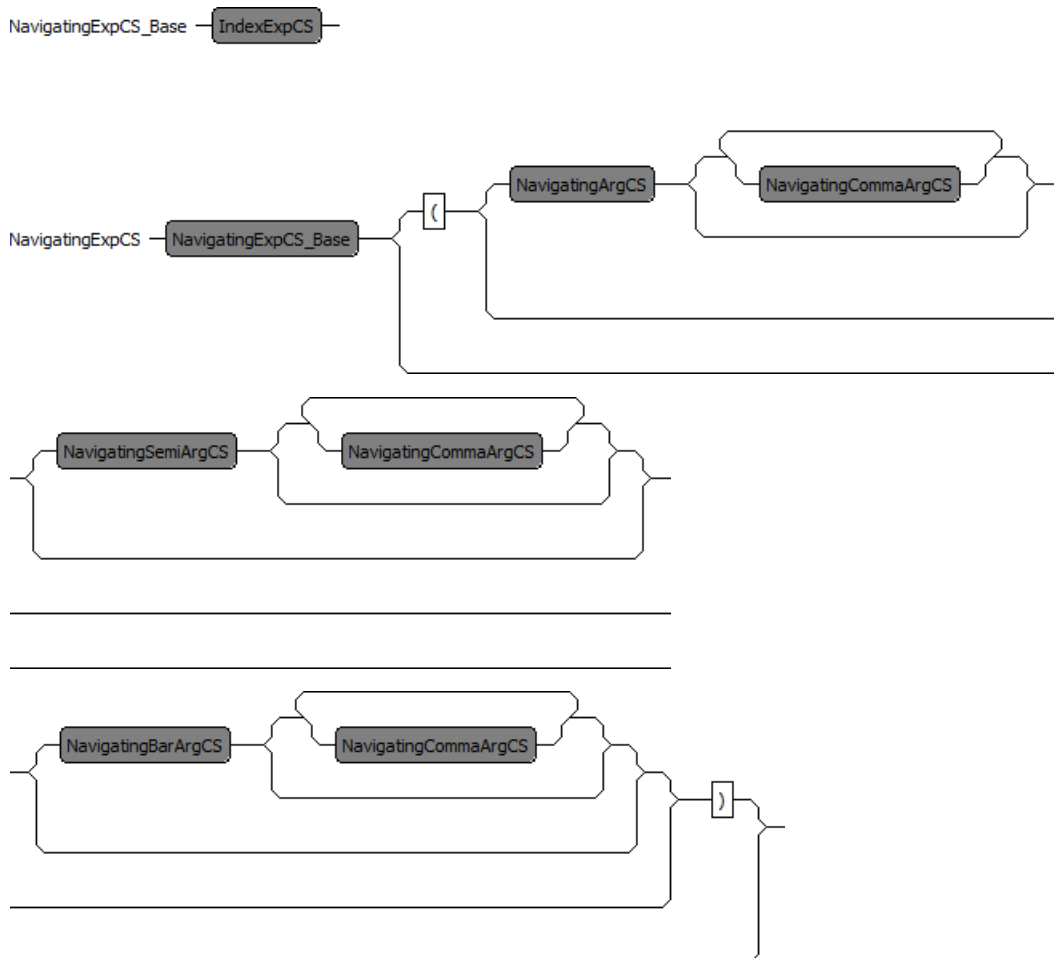 NavigatingExpCS_Base IndexExpCS
NavigatingArgCS NavigatingCommaArgCS
(
NavigatingExpCS NavigatingExpCS_Base
NavigatingSemiArgCS NavigatingCommaArgCS
NavigatingBarArgCS NavigatingCommaArgCS
)